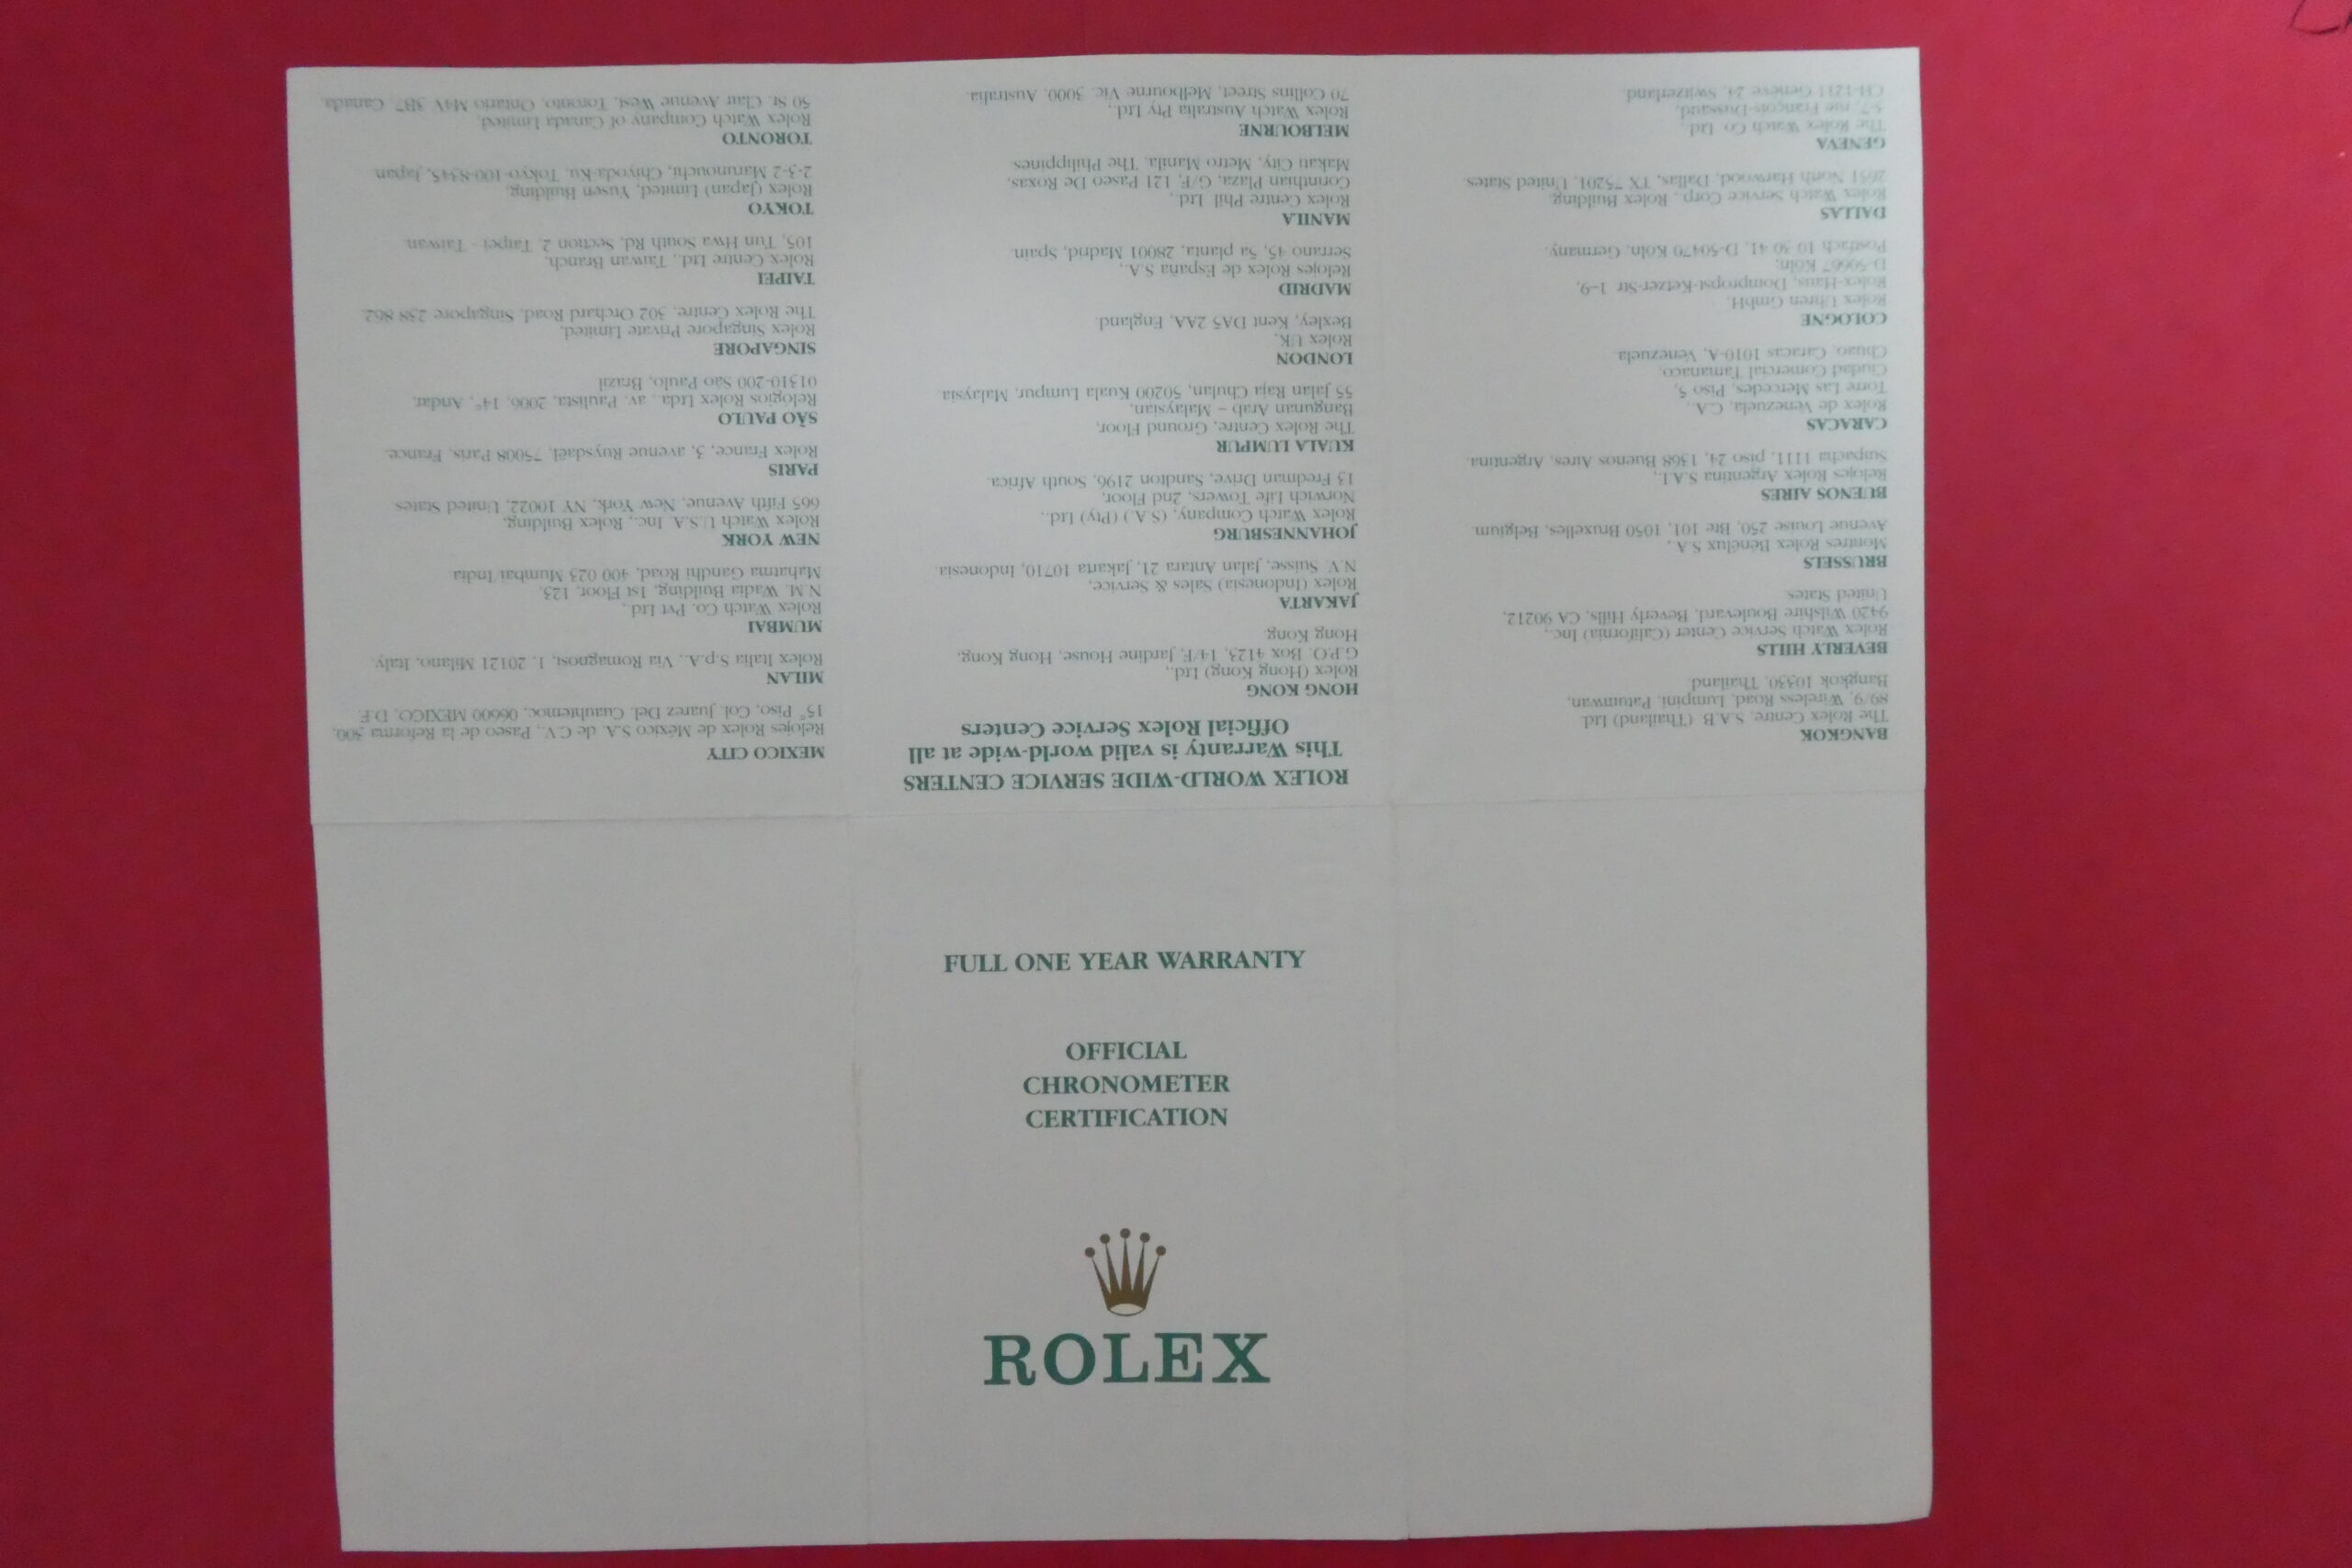 FULL ONE YEAR WARRANTY
OFFICIAL
CHRONOMETER
CERTIFICATION
ROLEX
ROLEX WORLD-WIDE SERVICE CENTERS
This Warranty is valid world-wide at all
Official Rolex Service Centers
BANGKOK
The Rolex Centre, S.A.B. (Thailand) Ltd.
89/9, Wireless Road, Lumpini, Patumwan,
Bangkok 10330, Thailand
BEVERLY HILLS
Rolex Watch Service Center (California) Inc.,
9420 Wilshire Boulevard, Beverly Hills, CA 90212,
United States
BRUSSELS
Montres Rolex Bénélux S.A.,
Avenue Louise 250, Bte 101, 1050 Bruxelles, Belgium
BUENOS AIRES
Relojes Rolex Argentina S.A.I.,
Suipacha 1111, piso 24, 1368 Buenos Aires, Argentina.
CARACAS
Rolex de Venezuela, C.A.,
Torre Las Mercedes, Piso 5,
Ciudad Comercial Tamanaco,
Chuao, Caracas 1010-A, Venezuela
COLOGNE
Rolex Uhren GmbH,
Rolex-Haus, Dompropst-Ketzer-Str. 1–9,
D-50667 Köln;
Postfach 10 30 41, D-50470 Köln, Germany.
DALLAS
Rolex Watch Service Corp., Rolex Building,
2651 North Harwood, Dallas, TX 75201, United States
GENEVA
The Rolex Watch Co. Ltd.,
5-7, rue François-Dussaud,
CH-1211 Genève 24, Switzerland.
HONG KONG
Rolex (Hong Kong) Ltd.,
G.P.O. Box 4123, 14/F, Jardine House, Hong Kong,
Hong Kong
JAKARTA
Rolex (Indonesia) Sales & Service,
N.V. Suisse, Jalan Antara 21, Jakarta 10710, Indonesia.
JOHANNESBURG
Rolex Watch Company, (S.A.) (Pty) Ltd.,
Norwich Life Towers, 2nd Floor,
13 Fredman Drive, Sandton 2196, South Africa.
KUALA LUMPUR
The Rolex Centre, Ground Floor,
Bangunan Arab – Malaysian,
55 Jalan Raja Chulan, 50200 Kuala Lumpur, Malaysia
LONDON
Rolex UK,
Bexley, Kent DA5 2AA, England.
MADRID
Relojes Rolex de España S.A.,
Serrano 45, 5a planta, 28001 Madrid, Spain
MANILA
Rolex Centre Phil. Ltd.,
Corinthian Plaza, G/F, 121 Paseo De Roxas,
Makati City, Metro Manila, The Philippines
MELBOURNE
Rolex Watch Australia Pty Ltd.,
70 Collins Street, Melbourne Vic. 3000, Australia.
MEXICO CITY
Relojes Rolex de México S.A. de C.V., Paseo de la Reforma 300,
15° Piso, Col. Juarez Del. Cuauhtemoc, 06600 MEXICO, D.F.
MILAN
Rolex Italia S.p.A., Via Romagnosi, 1, 20121 Milano, Italy.
MUMBAI
Rolex Watch Co. Pvt Ltd.,
N.M. Wadia Building, 1st Floor, 123,
Mahatma Gandhi Road, 400 023 Mumbai India
NEW YORK
Rolex Watch U.S.A. Inc., Rolex Building,
665 Fifth Avenue, New York, NY 10022, United States
PARIS
Rolex France, 3, avenue Ruysdaël, 75008 Paris, France.
SÃO PAULO
Relogios Rolex Ltda., av. Paulista, 2006, 14°, Andar,
01310-200 São Paulo, Brazil
SINGAPORE
Rolex Singapore Private Limited,
The Rolex Centre, 302 Orchard Road, Singapore 238 862.
TAIPEI
Rolex Centre Ltd., Taiwan Branch,
105, Tun Hwa South Rd, Section 2, Taipei - Taiwan.
TOKYO
Rolex (Japan) Limited, Yusen Building,
2-3-2 Marunouchi, Chiyoda-Ku, Tokyo 100-8345, Japan
TORONTO
Rolex Watch Company of Canada Limited,
50 St. Clair Avenue West, Toronto, Ontario M4V 3B7, Canada.